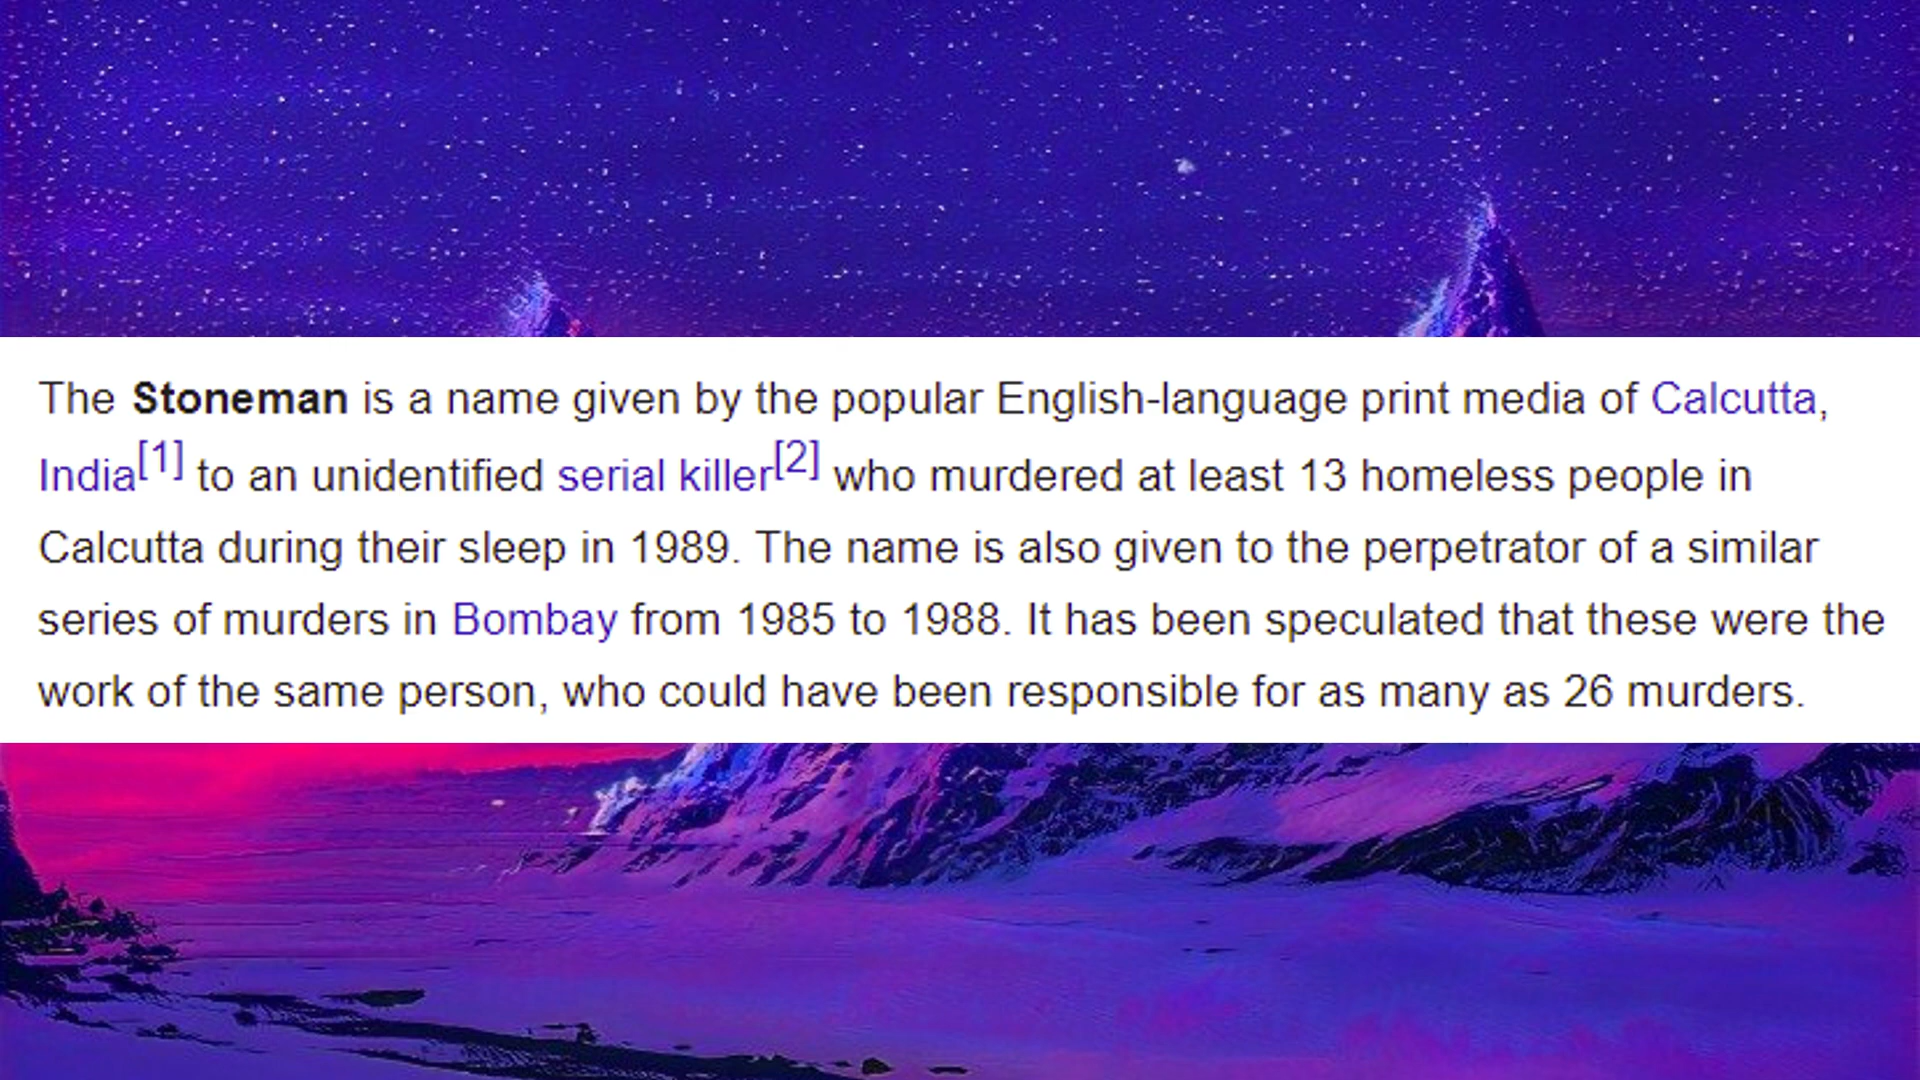 The Stoneman is a name given by the popular English-language print media of Calcutta,
India[1] to an unidentified serial killer[2] who murdered at least 13 homeless people in
Calcutta during their sleep in 1989. The name is also given to the perpetrator of a similar
series of murders in Bombay from 1985 to 1988. It has been speculated that these were the
work of the same person, who could have been responsible for as many as 26 murders.